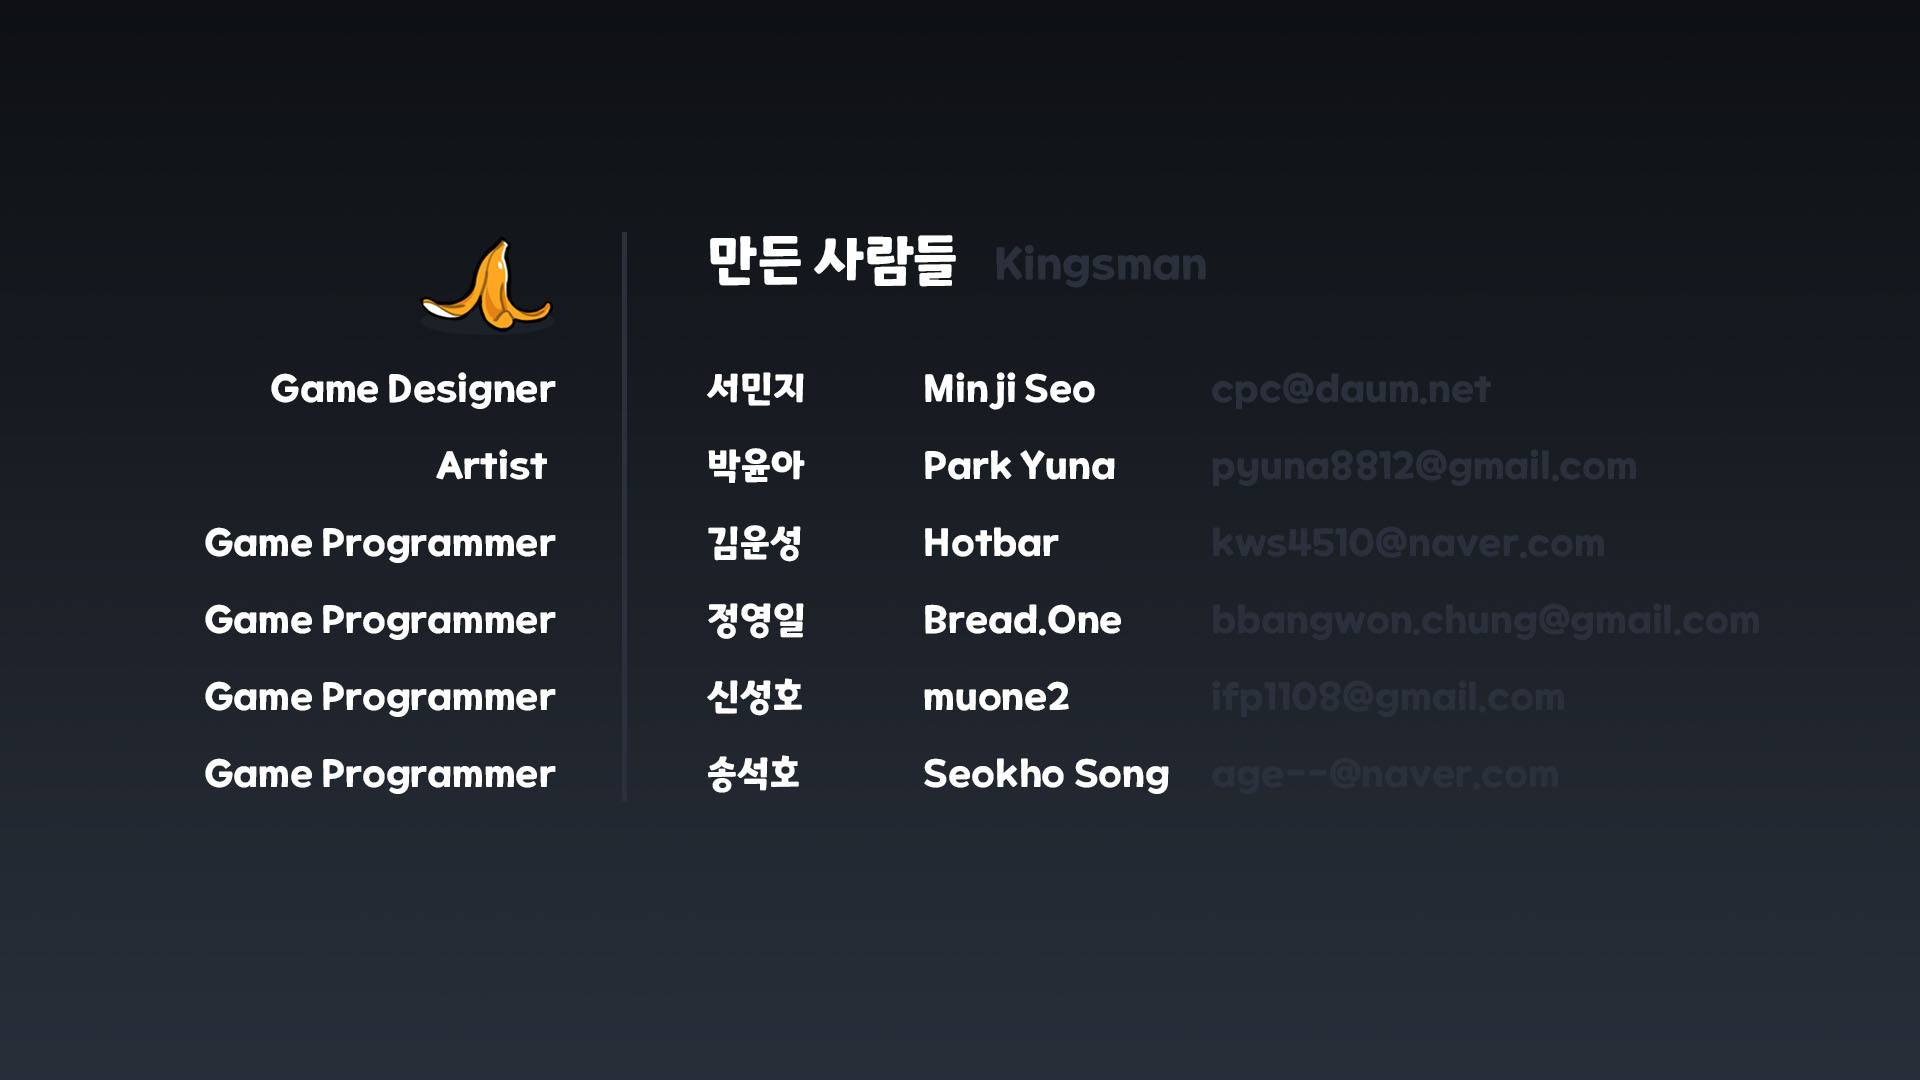 만든 사람들 Kingsman
Game Designer 서민지 Minji Seo cpc@daum.net
Artist 박윤아 Park Yuna pyuna8812@gmail.com
Game Programmer 김운성 Hotbar kws4510@naver.com
Game Programmer 정영일 Bread.One bbangwon.chung@gmail.com
Game Programmer 신성호 muone2 ifp1108@gmail.com
Game Programmer 송석호 Seokho Song age--@naver.com